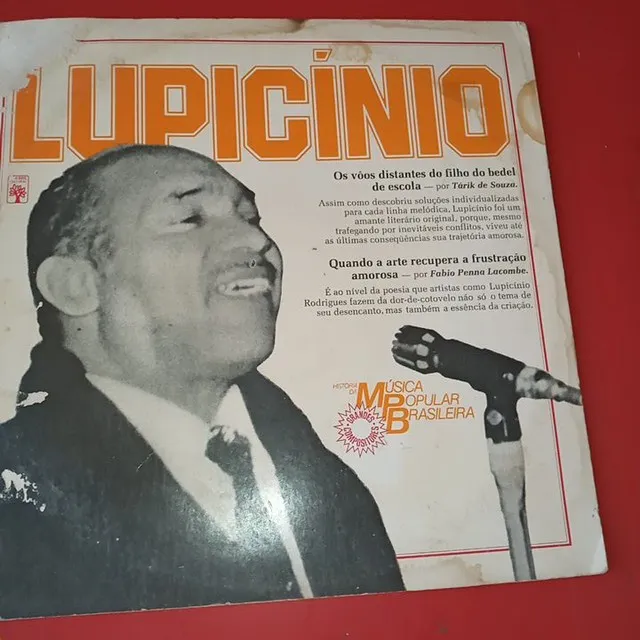 LUPICÍNIO
Os vôos distantes do filho do bedel
de escola — por Tárik de Souza.
Assim como descobriu soluções individualizadas
para cada linha melódica, Lupicínio foi um
amante literário original, porque, mesmo
trafegando por inevitáveis conflitos, viveu até
as últimas conseqüências sua trajetória amorosa.
Quando a arte recupera a frustração
amorosa — por Fabio Penna Lacombe.
É ao nível da poesia que artistas como Lupicínio
Rodrigues fazem da dor-de-cotovelo não só o tema de
seu desencanto, mas também a essência da criação.
HISTÓRIA DA
MÚSICA
POPULAR
BRASILEIRA
GRANDES
COMPOSITORES